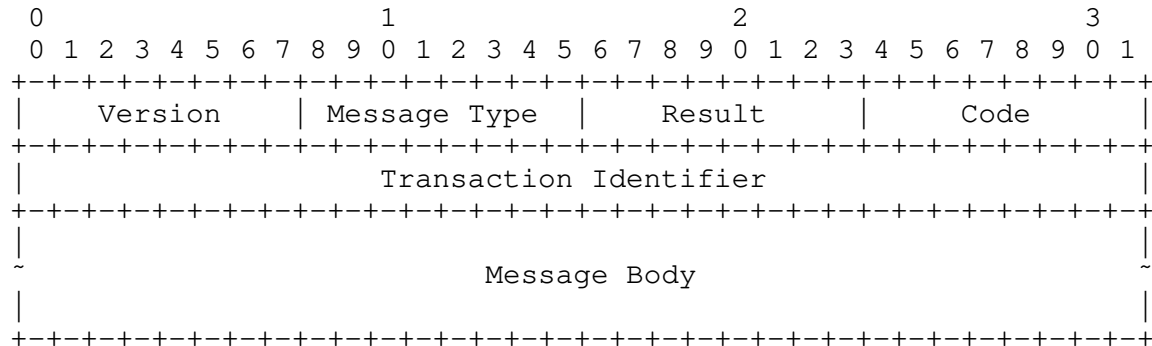 0                   1                   2                   3
 0 1 2 3 4 5 6 7 8 9 0 1 2 3 4 5 6 7 8 9 0 1 2 3 4 5 6 7 8 9 0 1
+-+-+-+-+-+-+-+-+-+-+-+-+-+-+-+-+-+-+-+-+-+-+-+-+-+-+-+-+-+-+-+-+
|    Version    | Message Type  |    Result     |     Code      |
+-+-+-+-+-+-+-+-+-+-+-+-+-+-+-+-+-+-+-+-+-+-+-+-+-+-+-+-+-+-+-+-+
|                    Transaction Identifier                     |
+-+-+-+-+-+-+-+-+-+-+-+-+-+-+-+-+-+-+-+-+-+-+-+-+-+-+-+-+-+-+-+-+
|                                                               |
~                          Message Body                         ~
|                                                               |
+-+-+-+-+-+-+-+-+-+-+-+-+-+-+-+-+-+-+-+-+-+-+-+-+-+-+-+-+-+-+-+-+